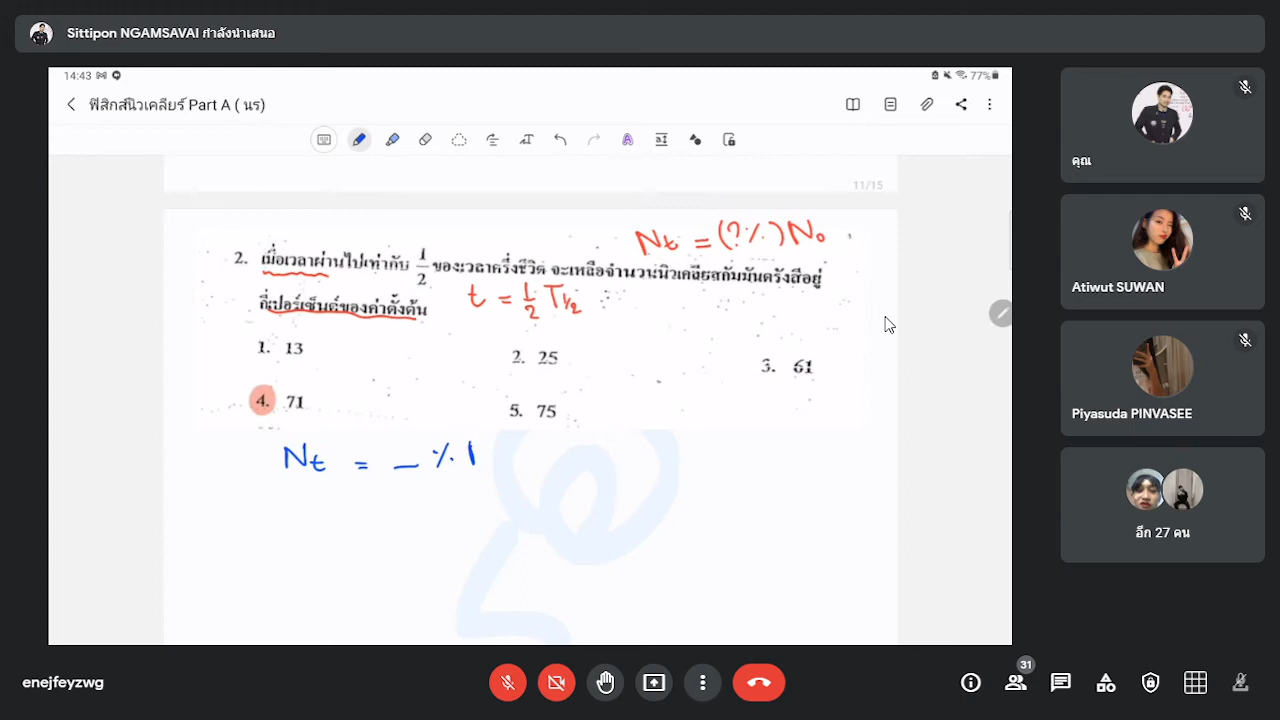 Sittipon NGAMSAVAI กำลังนำเสนอ
14:43
77%
ฟิสิกส์นิวเคลียร์ Part A ( นร)
11/15
Nt = (?%) N₀
2. เมื่อเวลาผ่านไปเท่ากับ 1/2 ของเวลาครึ่งชีวิต จะเหลือจำนวนนิวเคลียสกัมมันตรังสีอยู่
t = 1/2 T½
กี่เปอร์เซ็นต์ของค่าตั้งต้น
1. 13
2. 25
3. 61
4. 71
5. 75
Nt = _ % 1
คุณ
Atiwut SUWAN
Piyasuda PINVASEE
อีก 27 คน
enejfeyzwg
31